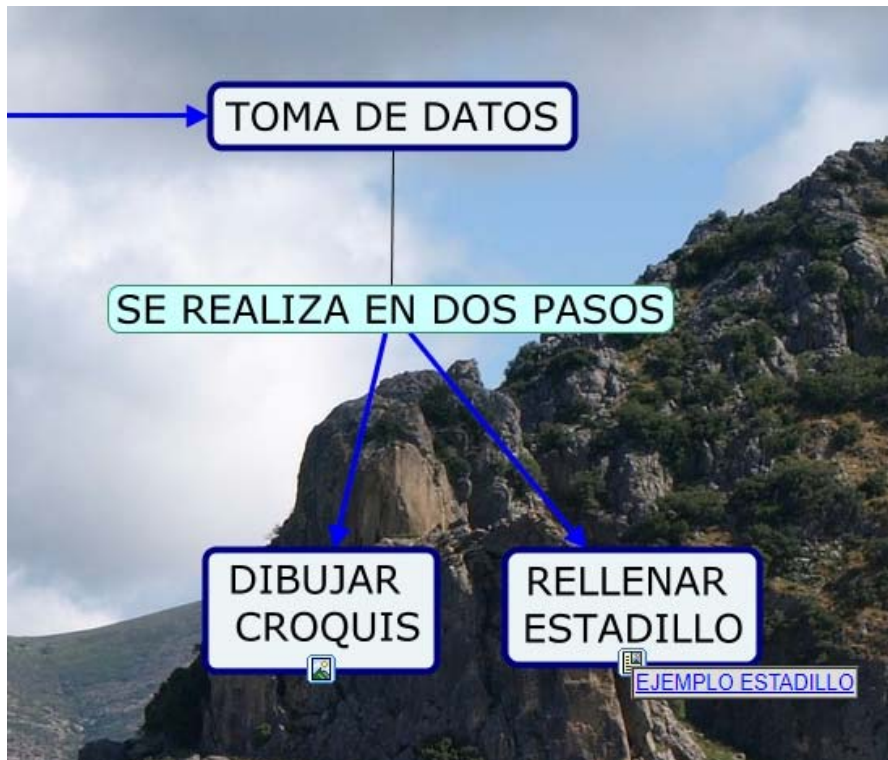 TOMA DE DATOS
SE REALIZA EN DOS PASOS
DIBUJAR
CROQUIS
RELLENAR
ESTADILLO
EJEMPLO ESTADILLO